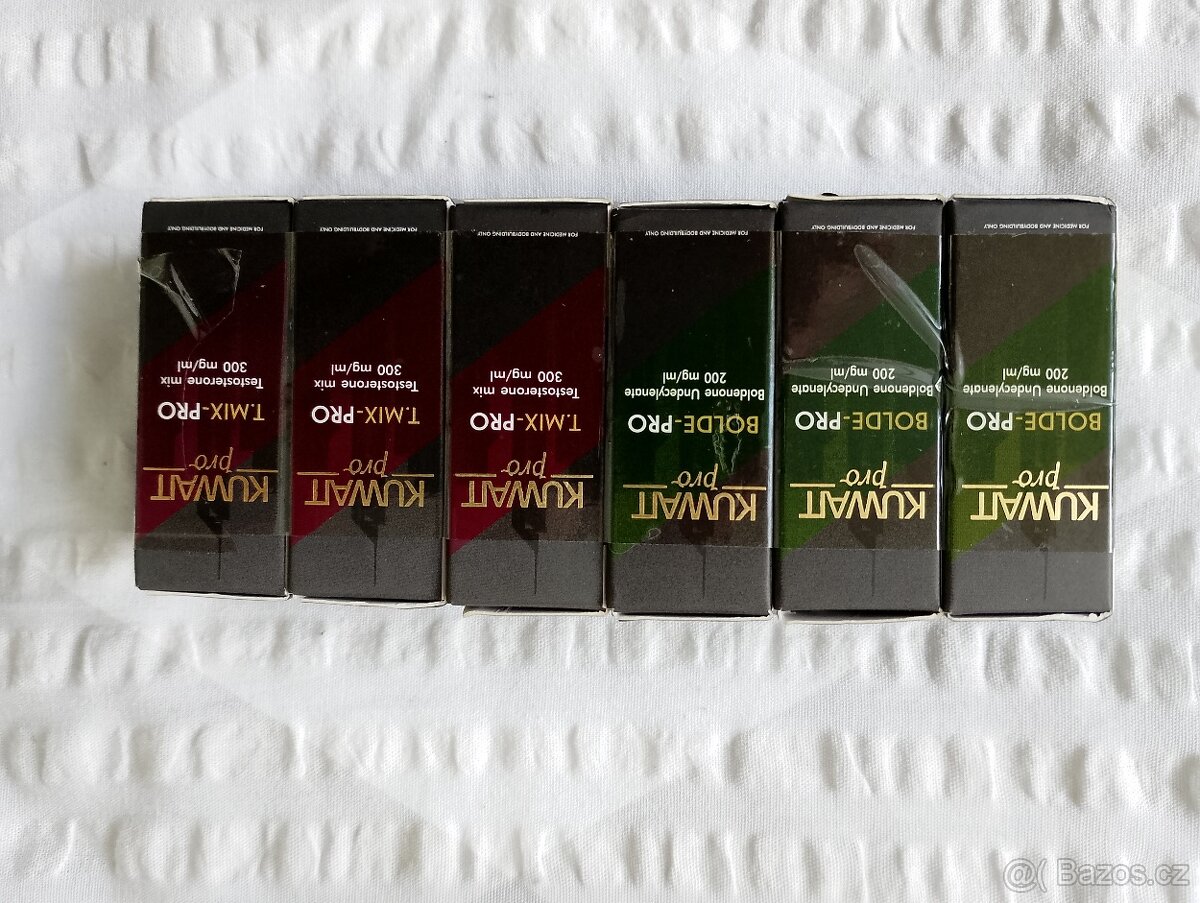 KUWAIT
pro
T.MIX-PRO
Testosterone mix
300 mg/ml
FOR MEDICINE AND BODYBUILDING ONLY
KUWAIT
pro
T.MIX-PRO
Testosterone mix
300 mg/ml
FOR MEDICINE AND BODYBUILDING ONLY
KUWAIT
pro
T.MIX-PRO
Testosterone mix
300 mg/ml
FOR MEDICINE AND BODYBUILDING ONLY
KUWAIT
pro
BOLDE-PRO
Boldenone Undecylenate
200 mg/ml
FOR MEDICINE AND BODYBUILDING ONLY
KUWAIT
pro
BOLDE-PRO
Boldenone Undecylenate
200 mg/ml
FOR MEDICINE AND BODYBUILDING ONLY
KUWAIT
pro
BOLDE-PRO
Boldenone Undecylenate
200 mg/ml
FOR MEDICINE AND BODYBUILDING ONLY
@( Bazos.cz